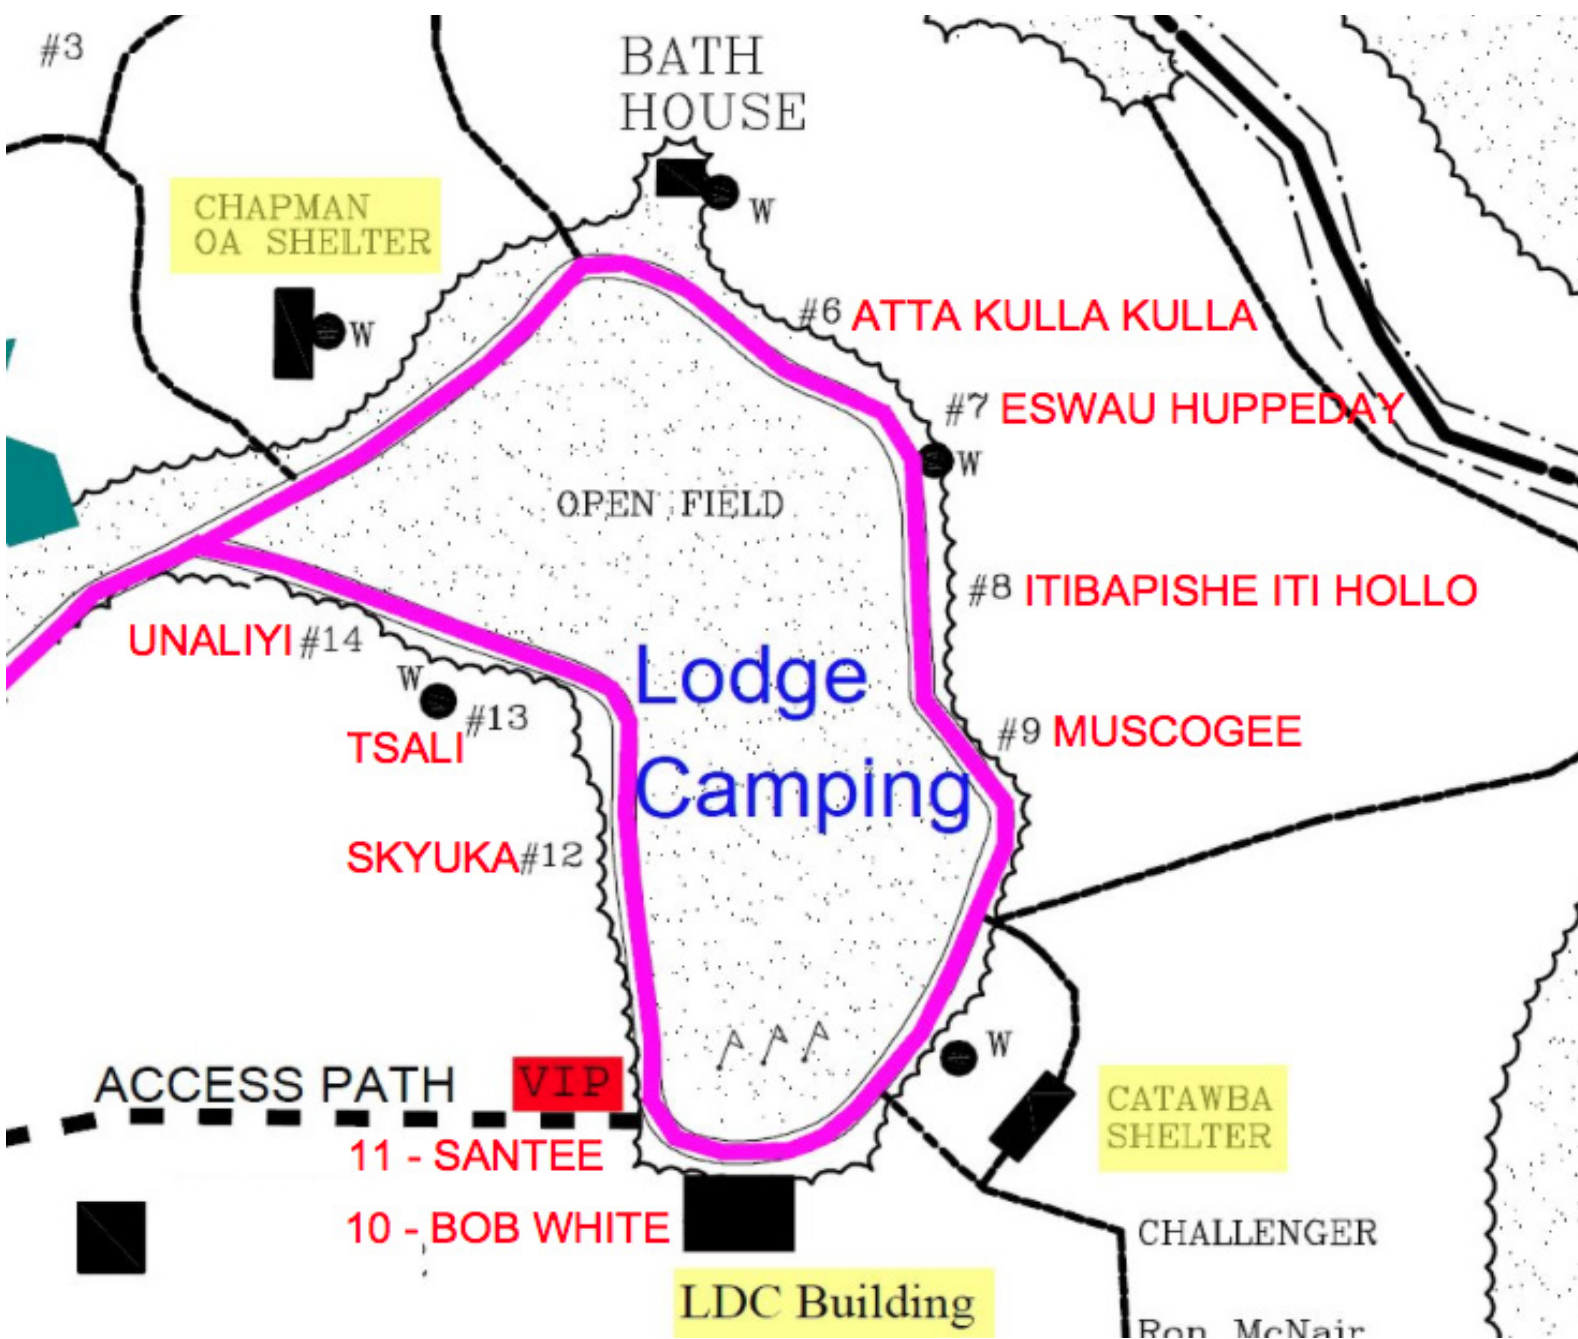 #3
BATH
HOUSE
W
CHAPMAN
OA SHELTER
W
#6 ATTA KULLA KULLA
#7 ESWAU HUPPEDAY
W
OPEN FIELD
#8 ITIBAPISHE ITI HOLLO
UNALIYI #14
Lodge
Camping
W
#13
TSALI
#9 MUSCOGEE
SKYUKA #12
W
ACCESS PATH
VIP
CATAWBA
SHELTER
11 - SANTEE
10 - BOB WHITE
CHALLENGER
LDC Building
Ron McNair